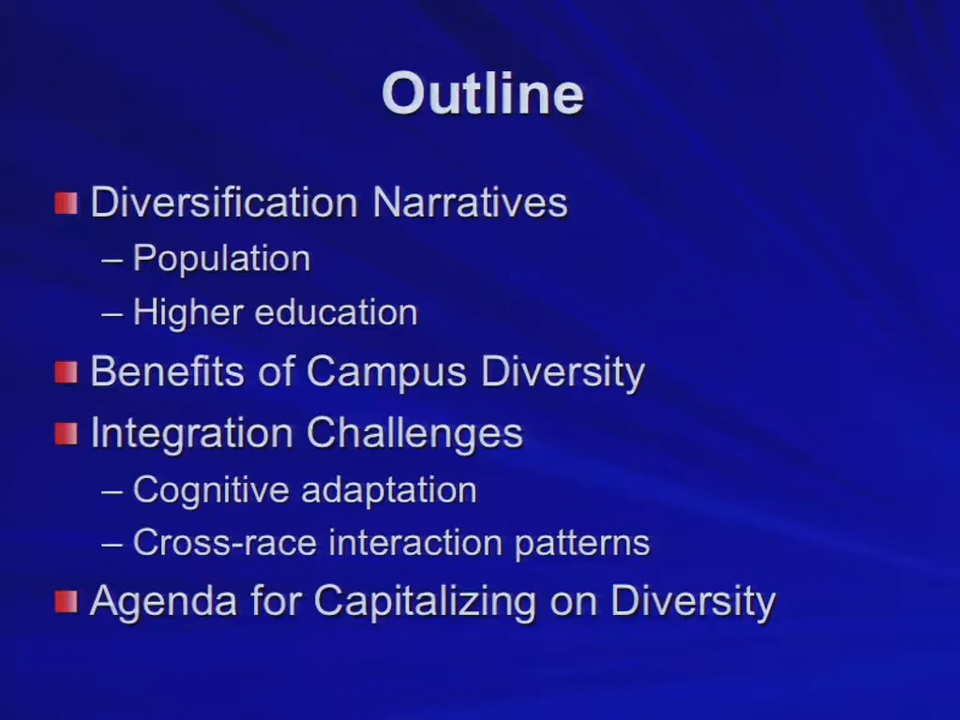 Outline
Diversification Narratives
– Population
– Higher education
Benefits of Campus Diversity
Integration Challenges
– Cognitive adaptation
– Cross-race interaction patterns
Agenda for Capitalizing on Diversity